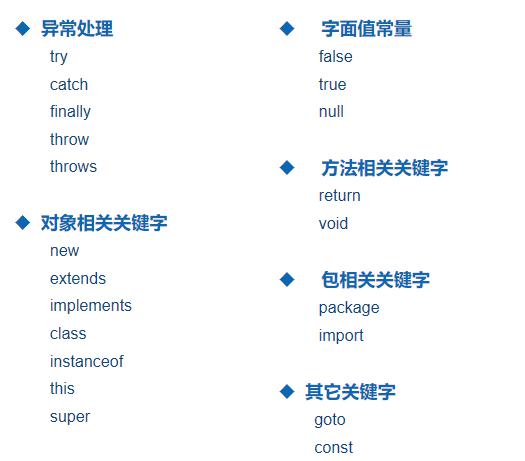 异常处理
try
catch
finally
throw
throws
对象相关关键字
new
extends
implements
class
instanceof
this
super
字面值常量
false
true
null
方法相关关键字
return
void
包相关关键字
package
import
其它关键字
goto
const